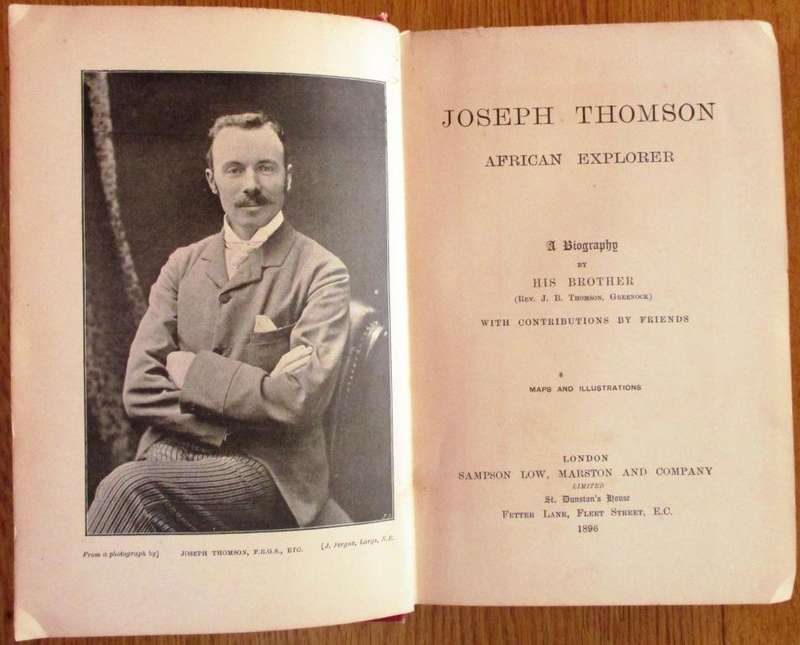 From a photograph by]
JOSEPH THOMSON, F.R.G.S., ETC.
[J. Fergus, Largs, N.B.
JOSEPH THOMSON
AFRICAN EXPLORER
A Biography
BY
HIS BROTHER
(REV. J. B. THOMSON, GREENOCK)
WITH CONTRIBUTIONS BY FRIENDS
MAPS AND ILLUSTRATIONS
LONDON
SAMPSON LOW, MARSTON AND COMPANY
LIMITED
St. Dunstan's House
FETTER LANE, FLEET STREET, E.C.
1896